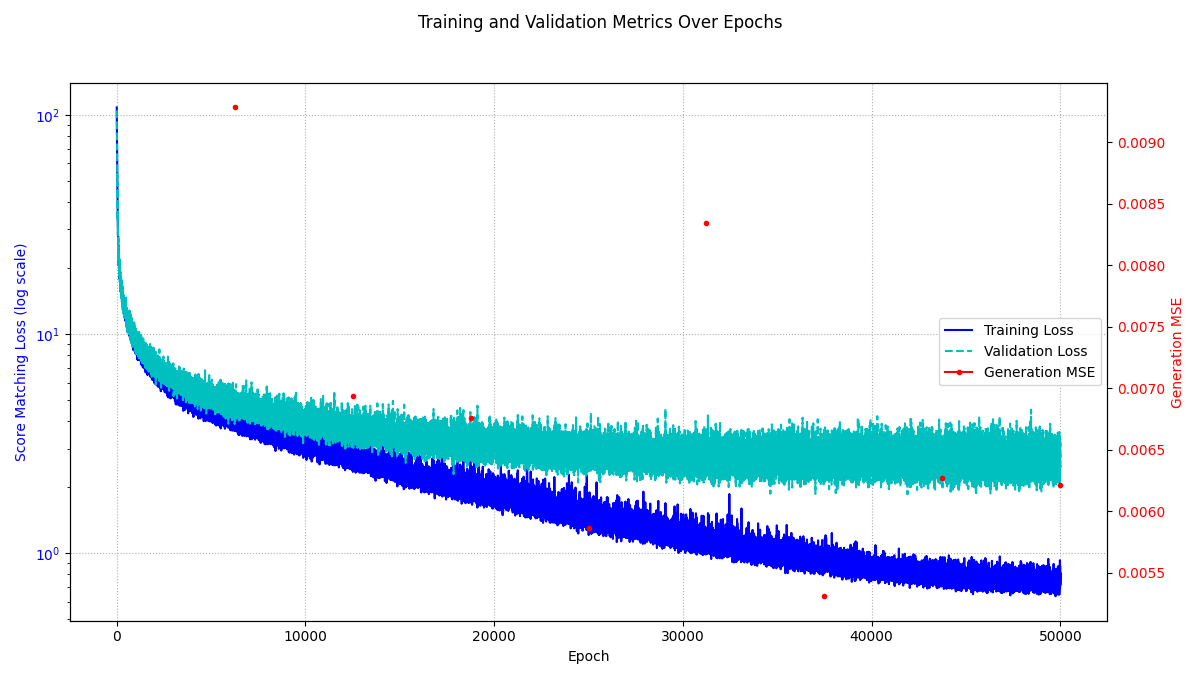 Training and Validation Metrics Over Epochs
Score Matching Loss (log scale)
10²
10¹
10⁰
0
10000
20000
30000
40000
50000
Epoch
Training Loss
Validation Loss
Generation MSE
0.0090
0.0085
0.0080
0.0075
0.0070
0.0065
0.0060
0.0055
Generation MSE